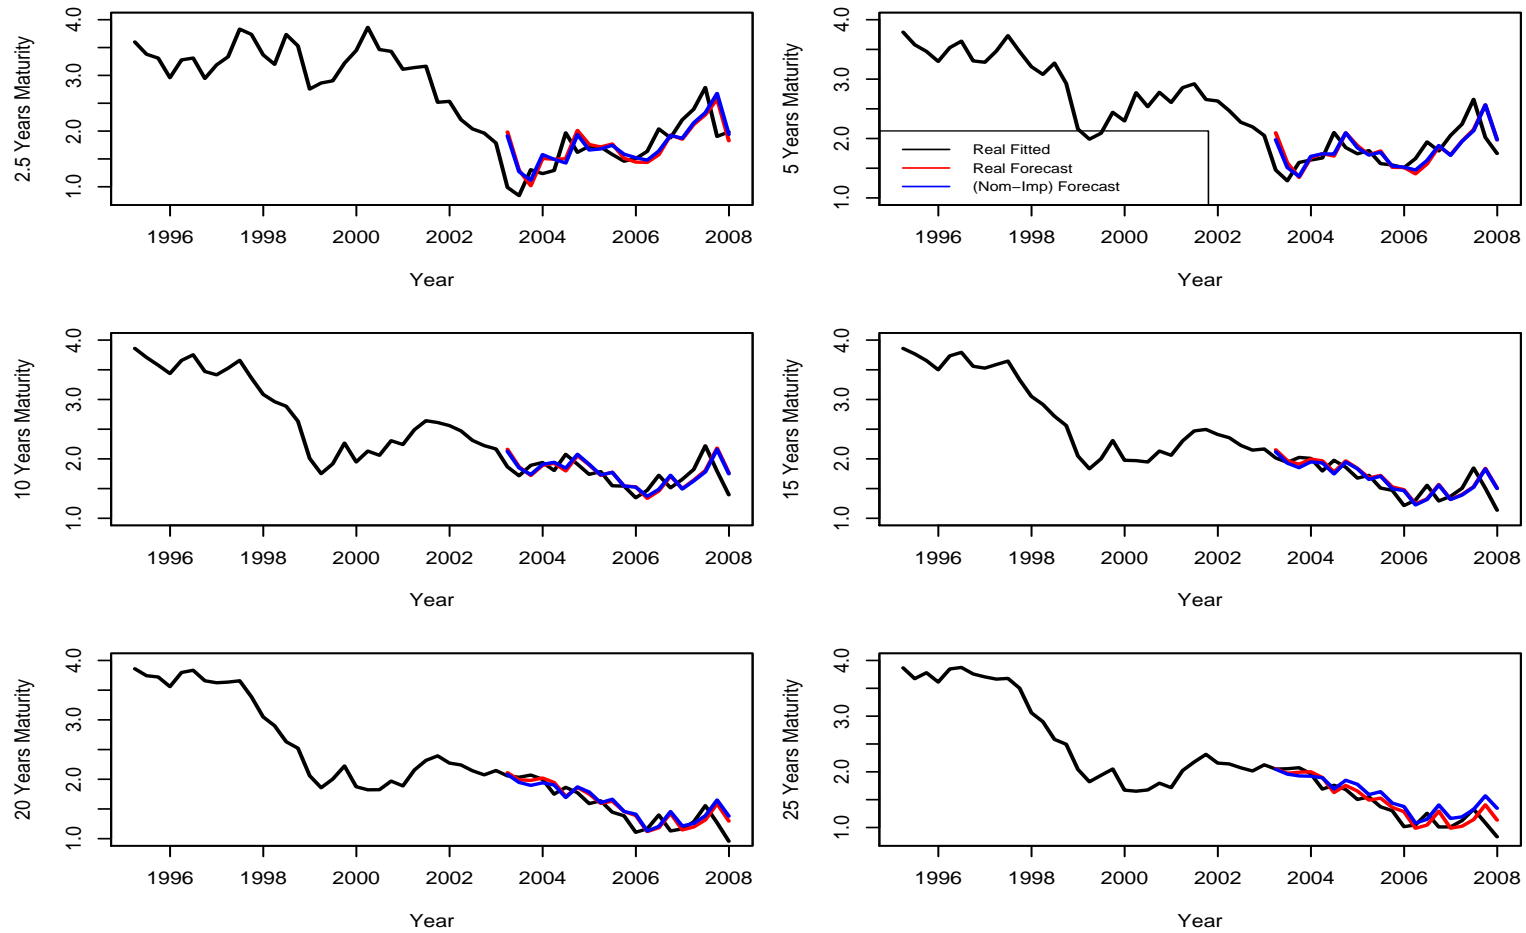 2.5 Years Maturity
4.0
3.0
2.0
1.0
1996 1998 2000 2002 2004 2006 2008
Year
5 Years Maturity
4.0
3.0
2.0
1.0
Real Fitted
Real Forecast
(Nom−Imp) Forecast
1996 1998 2000 2002 2004 2006 2008
Year
10 Years Maturity
4.0
3.0
2.0
1.0
1996 1998 2000 2002 2004 2006 2008
Year
15 Years Maturity
4.0
3.0
2.0
1.0
1996 1998 2000 2002 2004 2006 2008
Year
20 Years Maturity
4.0
3.0
2.0
1.0
1996 1998 2000 2002 2004 2006 2008
Year
25 Years Maturity
4.0
3.0
2.0
1.0
1996 1998 2000 2002 2004 2006 2008
Year